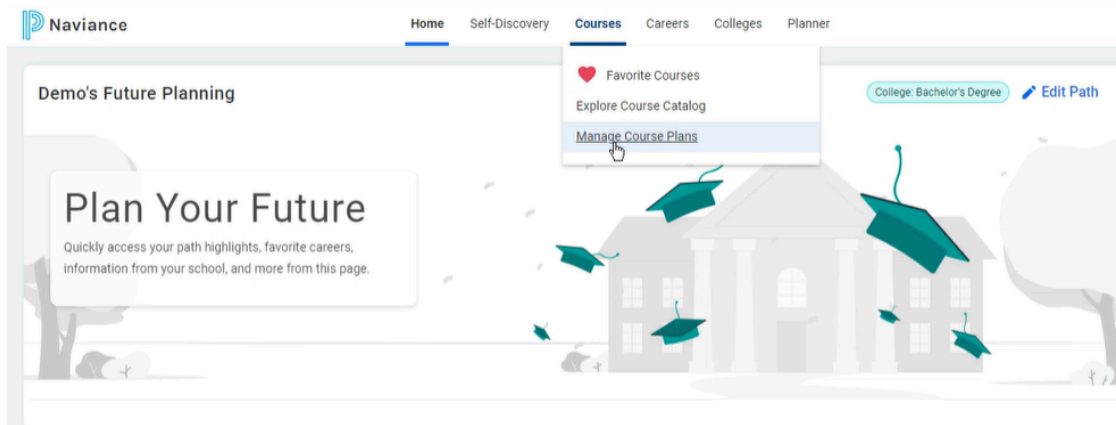 Naviance
Home Self-Discovery Courses Careers Colleges Planner
Favorite Courses
Explore Course Catalog
Manage Course Plans
Demo's Future Planning
College: Bachelor's Degree Edit Path
Plan Your Future
Quickly access your path highlights, favorite careers,
information from your school, and more from this page.